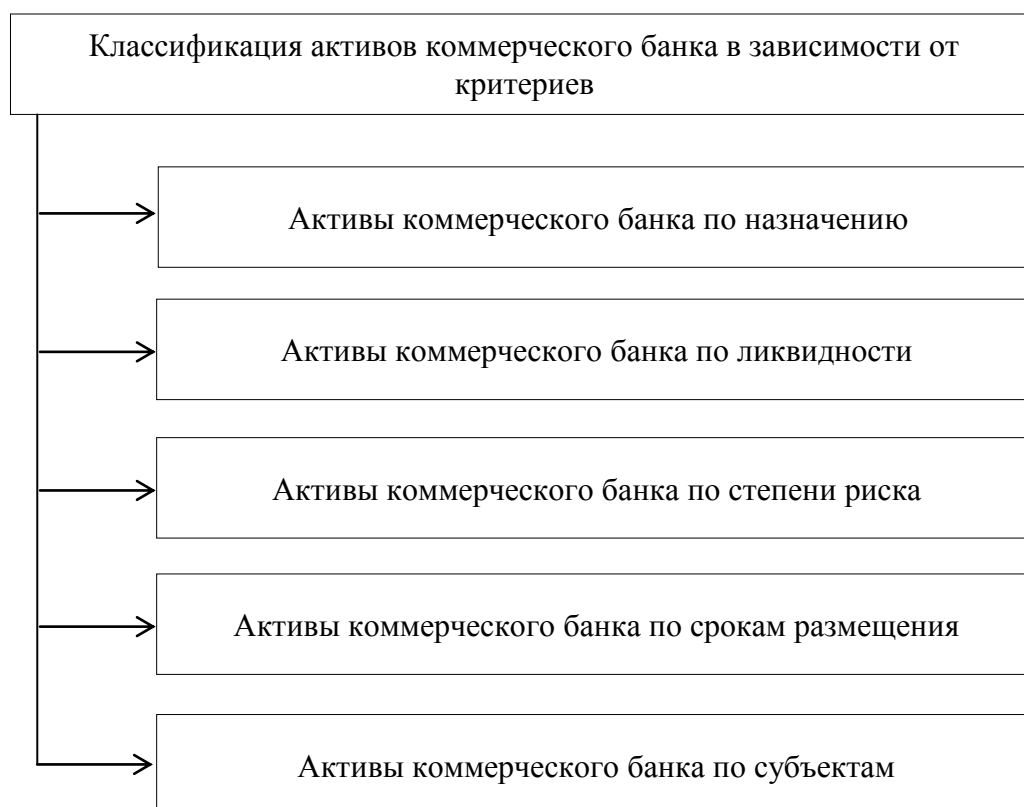 Классификация активов коммерческого банка в зависимости от
критериев
Активы коммерческого банка по назначению
Активы коммерческого банка по ликвидности
Активы коммерческого банка по степени риска
Активы коммерческого банка по срокам размещения
Активы коммерческого банка по субъектам